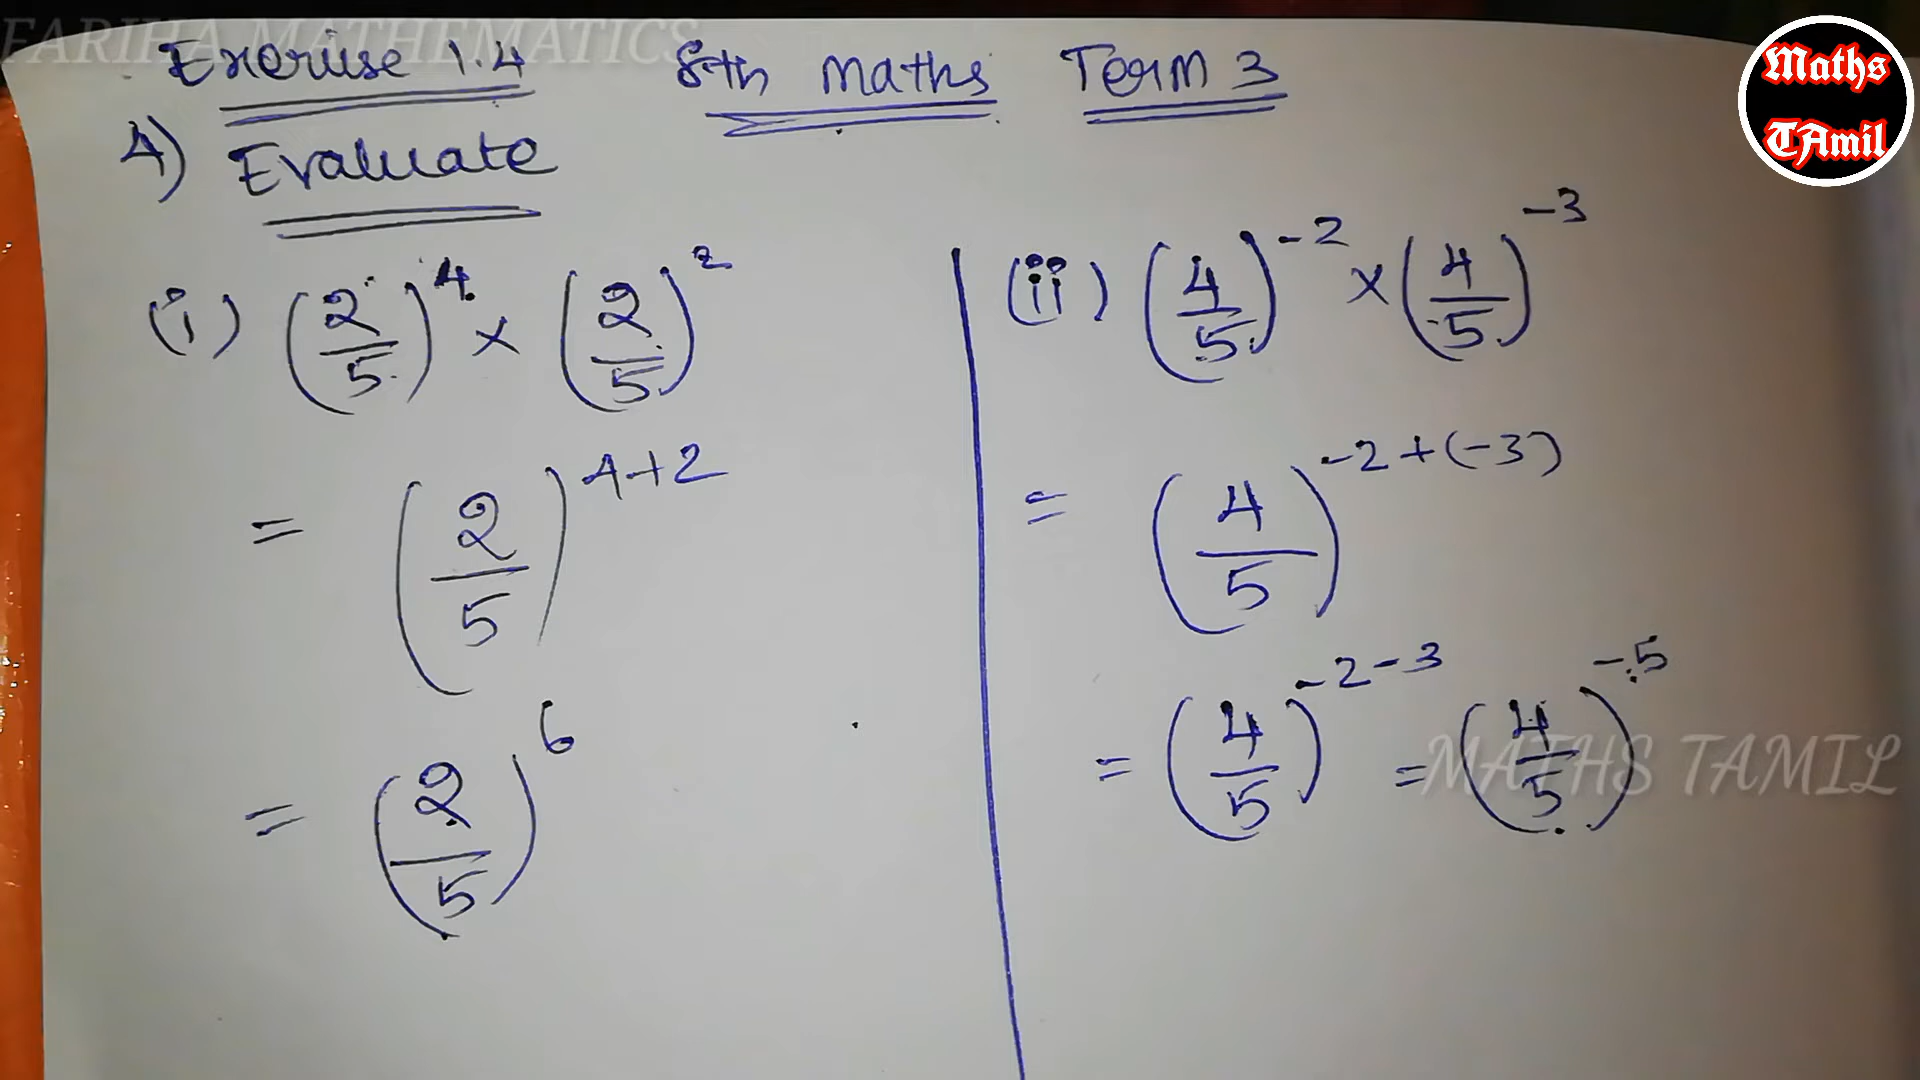 FARIHA MATHEMATICS
Exercise 1.4 8th Maths Term 3
Maths
TAmil
4) Evaluate
(i) (2/5)^4 × (2/5)^2
= (2/5)^4+2
= (2/5)^6
(ii) (4/5)^-2 × (4/5)^-3
= (4/5)^-2+(-3)
= (4/5)^-2-3 = (4/5)^-5
MATHS TAMIL